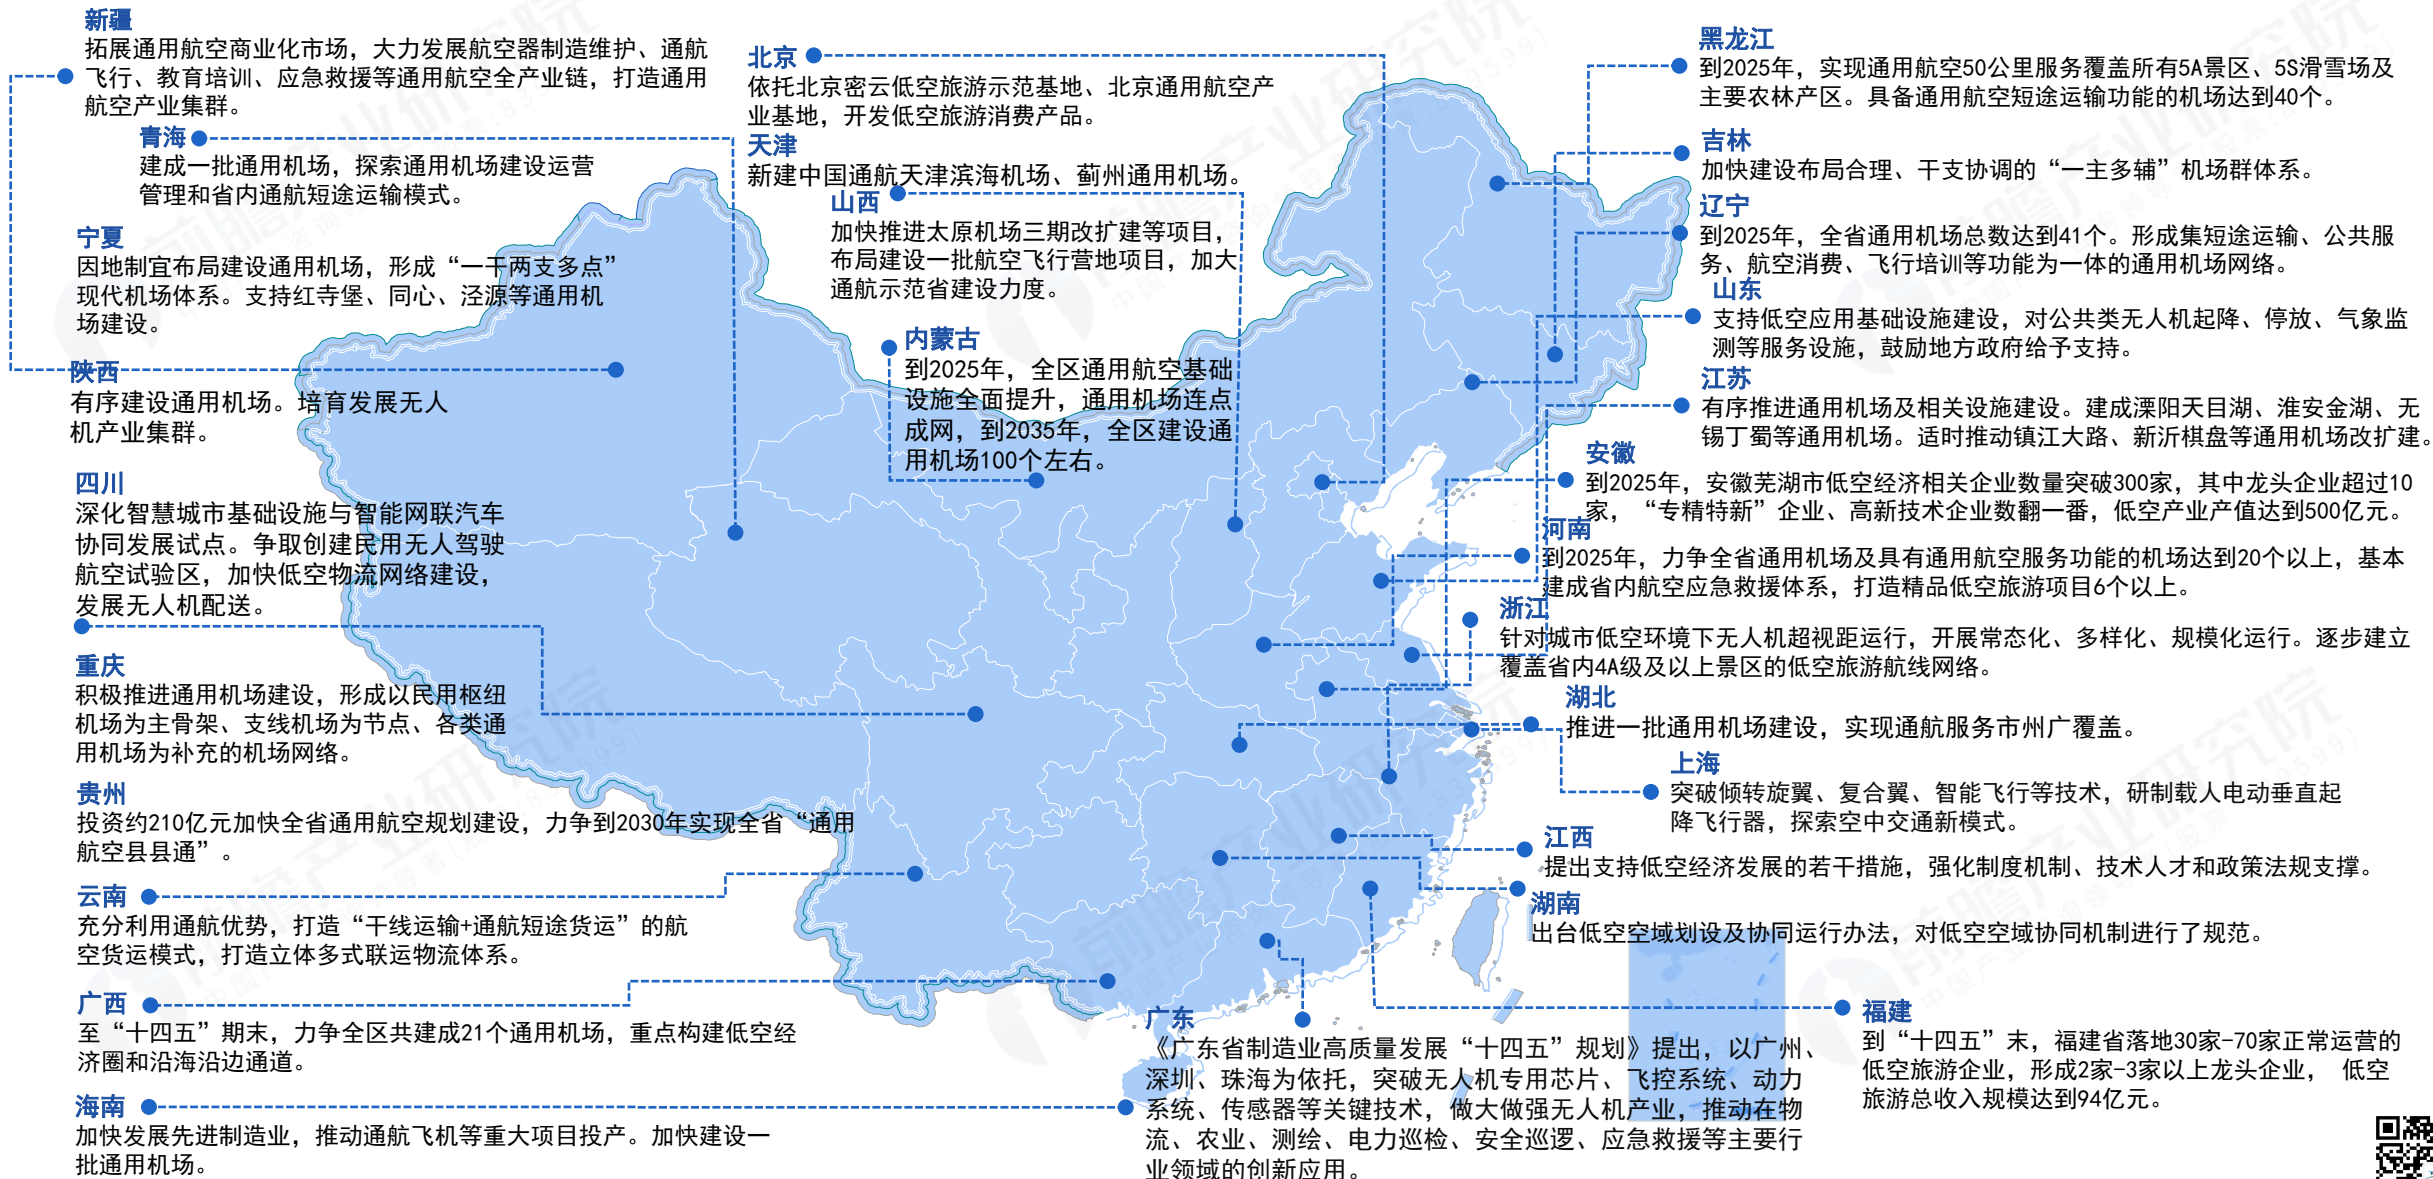 新疆
拓展通用航空商业化市场，大力发展航空器制造维护、通航
飞行、教育培训、应急救援等通用航空全产业链，打造通用
航空产业集群。
青海
建成一批通用机场，探索通用机场建设运营
管理和省内通航短途运输模式。
宁夏
因地制宜布局建设通用机场，形成“一干两支多点”
现代机场体系。支持红寺堡、同心、泾源等通用机
场建设。
陕西
有序建设通用机场。培育发展无人
机产业集群。
四川
深化智慧城市基础设施与智能网联汽车
协同发展试点。争取创建民用无人驾驶
航空试验区，加快低空物流网络建设，
发展无人机配送。
重庆
积极推进通用机场建设，形成以民用枢纽
机场为主骨架、支线机场为节点、各类通
用机场为补充的机场网络。
贵州
投资约210亿元加快全省通用航空规划建设，力争到2030年实现全省“通用
航空县县通”。
云南
充分利用通航优势，打造“干线运输+通航短途货运”的航
空货运模式，打造立体多式联运物流体系。
广西
至“十四五”期末，力争全区共建成21个通用机场，重点构建低空经
济圈和沿海沿边通道。
海南
加快发展先进制造业，推动通航飞机等重大项目投产。加快建设一
批通用机场。
北京
依托北京密云低空旅游示范基地、北京通用航空产
业基地，开发低空旅游消费产品。
天津
新建中国通航天津滨海机场、蓟州通用机场。
山西
加快推进太原机场三期改扩建等项目，
布局建设一批航空飞行营地项目，加大
通航示范省建设力度。
内蒙古
到2025年，全区通用航空基础
设施全面提升，通用机场连点
成网，到2035年，全区建设通
用机场100个左右。
黑龙江
到2025年，实现通用航空50公里服务覆盖所有5A景区、5S滑雪场及
主要农林产区。具备通用航空短途运输功能的机场达到40个。
吉林
加快建设布局合理、干支协调的“一主多辅”机场群体系。
辽宁
到2025年，全省通用机场总数达到41个。形成集短途运输、公共服
务、航空消费、飞行培训等功能为一体的通用机场网络。
山东
支持低空应用基础设施建设，对公共类无人机起降、停放、气象监
测等服务设施，鼓励地方政府给予支持。
江苏
有序推进通用机场及相关设施建设。建成溧阳天目湖、淮安金湖、无
锡丁蜀等通用机场。适时推动镇江大路、新沂棋盘等通用机场改扩建。
安徽
到2025年，安徽芜湖市低空经济相关企业数量突破300家，其中龙头企业超过10
家，“专精特新”企业、高新技术企业数翻一番，低空产业产值达到500亿元。
河南
到2025年，力争全省通用机场及具有通用航空服务功能的机场达到20个以上，基本
建成省内航空应急救援体系，打造精品低空旅游项目6个以上。
浙江
针对城市低空环境下无人机超视距运行，开展常态化、多样化、规模化运行。逐步建立
覆盖省内4A级及以上景区的低空旅游航线网络。
湖北
推进一批通用机场建设，实现通航服务市州广覆盖。
上海
突破倾转旋翼、复合翼、智能飞行等技术，研制载人电动垂直起
降飞行器，探索空中交通新模式。
江西
提出支持低空经济发展的若干措施，强化制度机制、技术人才和政策法规支撑。
湖南
出台低空空域划设及协同运行办法，对低空空域协同机制进行了规范。
福建
到“十四五”末，福建省落地30家-70家正常运营的
低空旅游企业，形成2家-3家以上龙头企业， 低空
旅游总收入规模达到94亿元。
广东
《广东省制造业高质量发展“十四五”规划》提出，以广州、
深圳、珠海为依托，突破无人机专用芯片、飞控系统、动力
系统、传感器等关键技术，做大做强无人机产业，推动在物
流、农业、测绘、电力巡检、安全巡逻、应急救援等主要行
业领域的创新应用。
前瞻产业研究院